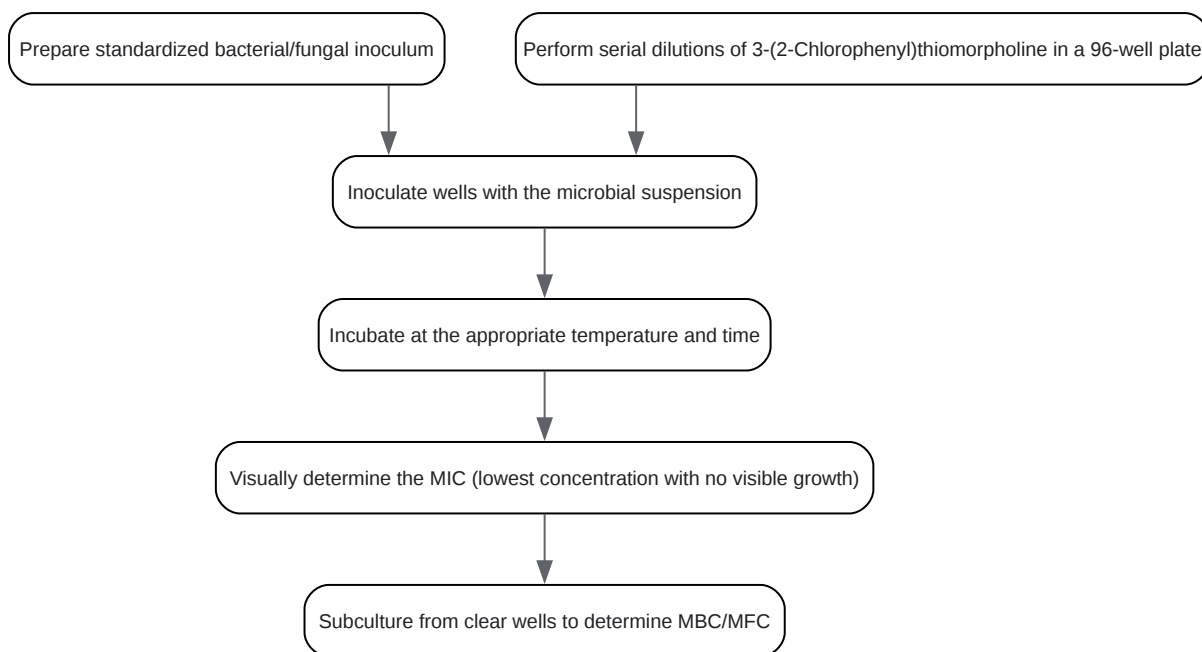 Prepare standardized bacterial/fungal inoculum
Perform serial dilutions of 3-(2-Chlorophenyl)thiomorpholine in a 96-well plate
Inoculate wells with the microbial suspension
Incubate at the appropriate temperature and time
Visually determine the MIC (lowest concentration with no visible growth)
Subculture from clear wells to determine MBC/MFC